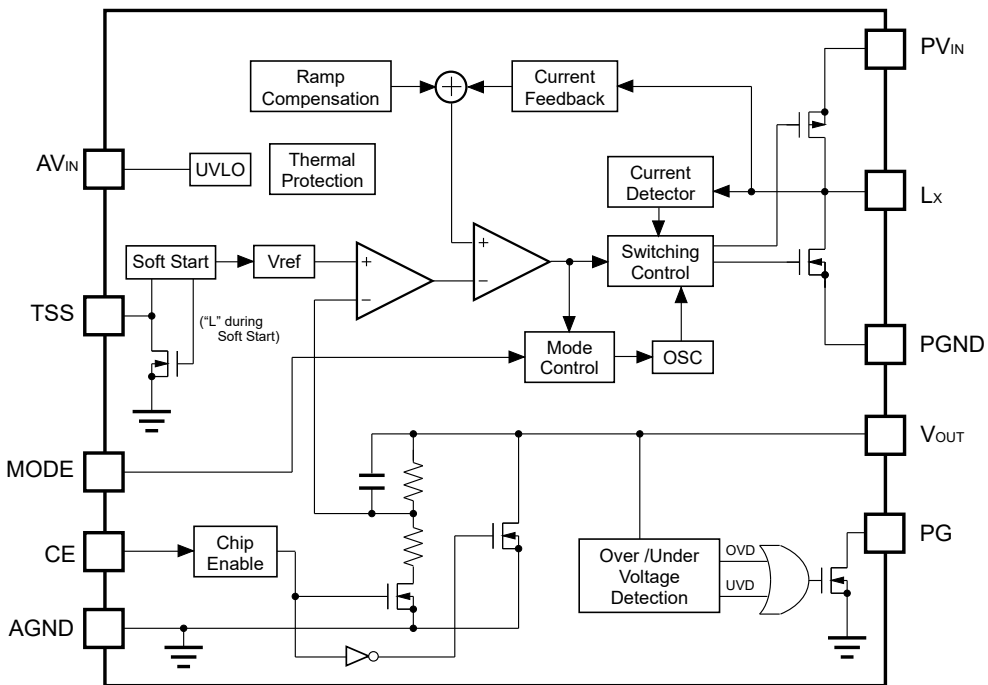 PVIN
Ramp
Compensation
Current
Feedback
AVIN
UVLO
Thermal
Protection
Current
Detector
LX
Soft Start
Vref
+
−
+
−
Switching
Control
TSS
("L" during
Soft Start)
Mode
Control
OSC
PGND
MODE
VOUT
CE
Chip
Enable
Over /Under
Voltage
Detection
OVD
UVD
PG
AGND